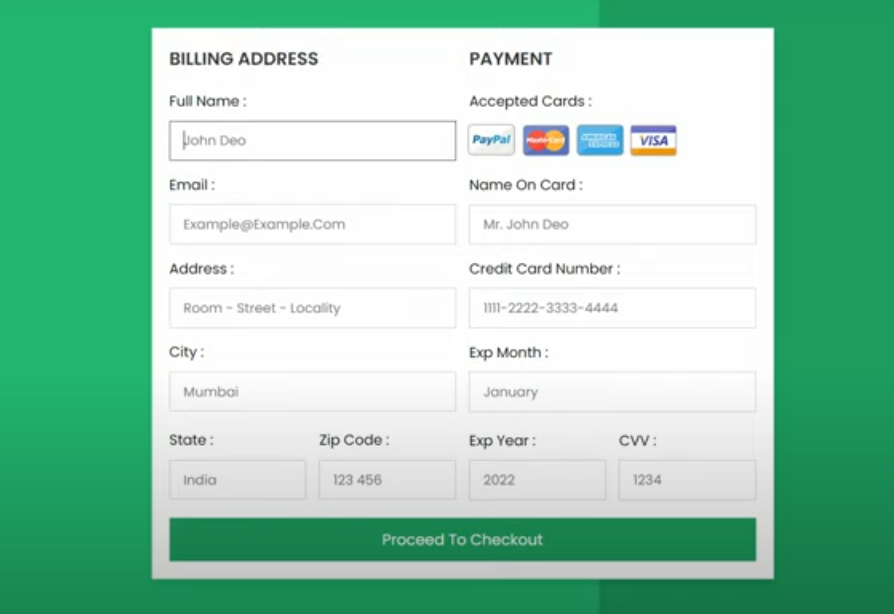 BILLING ADDRESS
Full Name :
John Deo
Email :
Example@Example.Com
Address :
Room - Street - Locality
City :
Mumbai
State :
Zip Code :
India
123 456
PAYMENT
Accepted Cards :
PayPal
MasterCard
AMERICAN EXPRESS
VISA
Name On Card :
Mr. John Deo
Credit Card Number :
1111-2222-3333-4444
Exp Month :
January
Exp Year :
CVV :
2022
1234
Proceed To Checkout